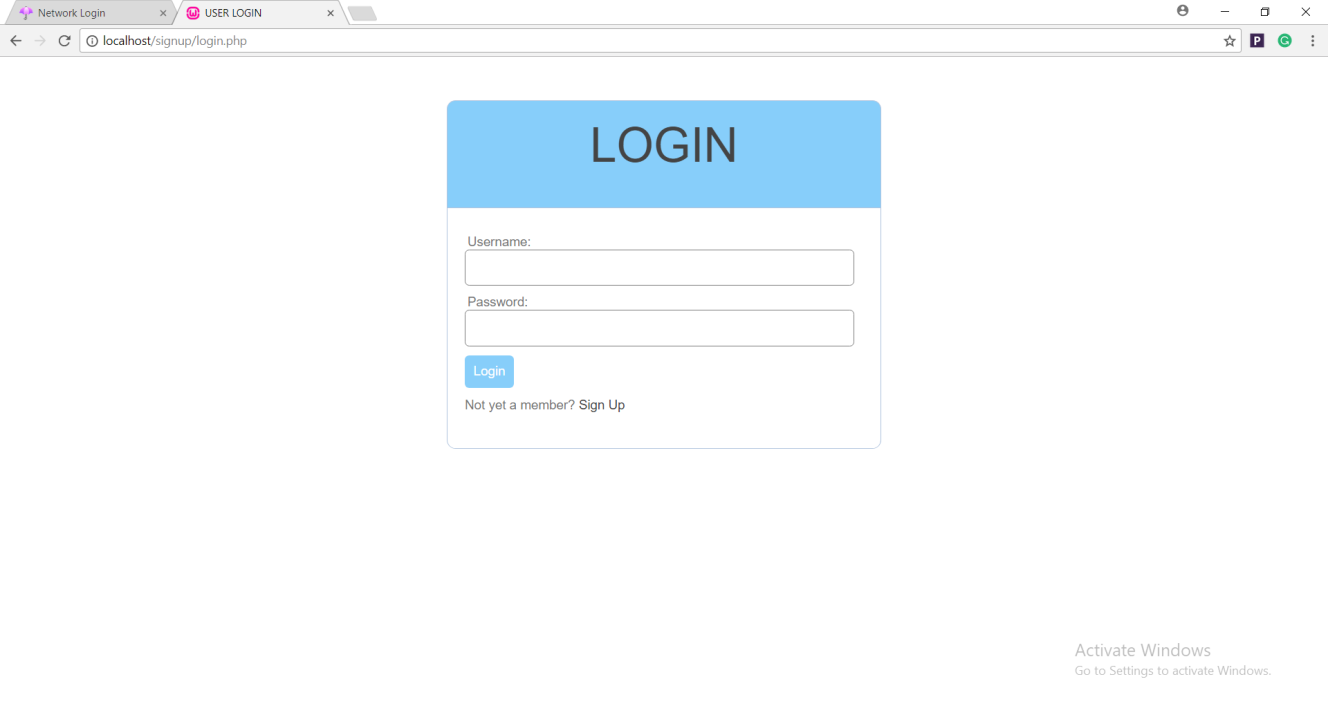 Network Login
USER LOGIN
localhost/signup/login.php
P
G
LOGIN
Username:
Password:
Login
Not yet a member? Sign Up
Activate Windows
Go to Settings to activate Windows.